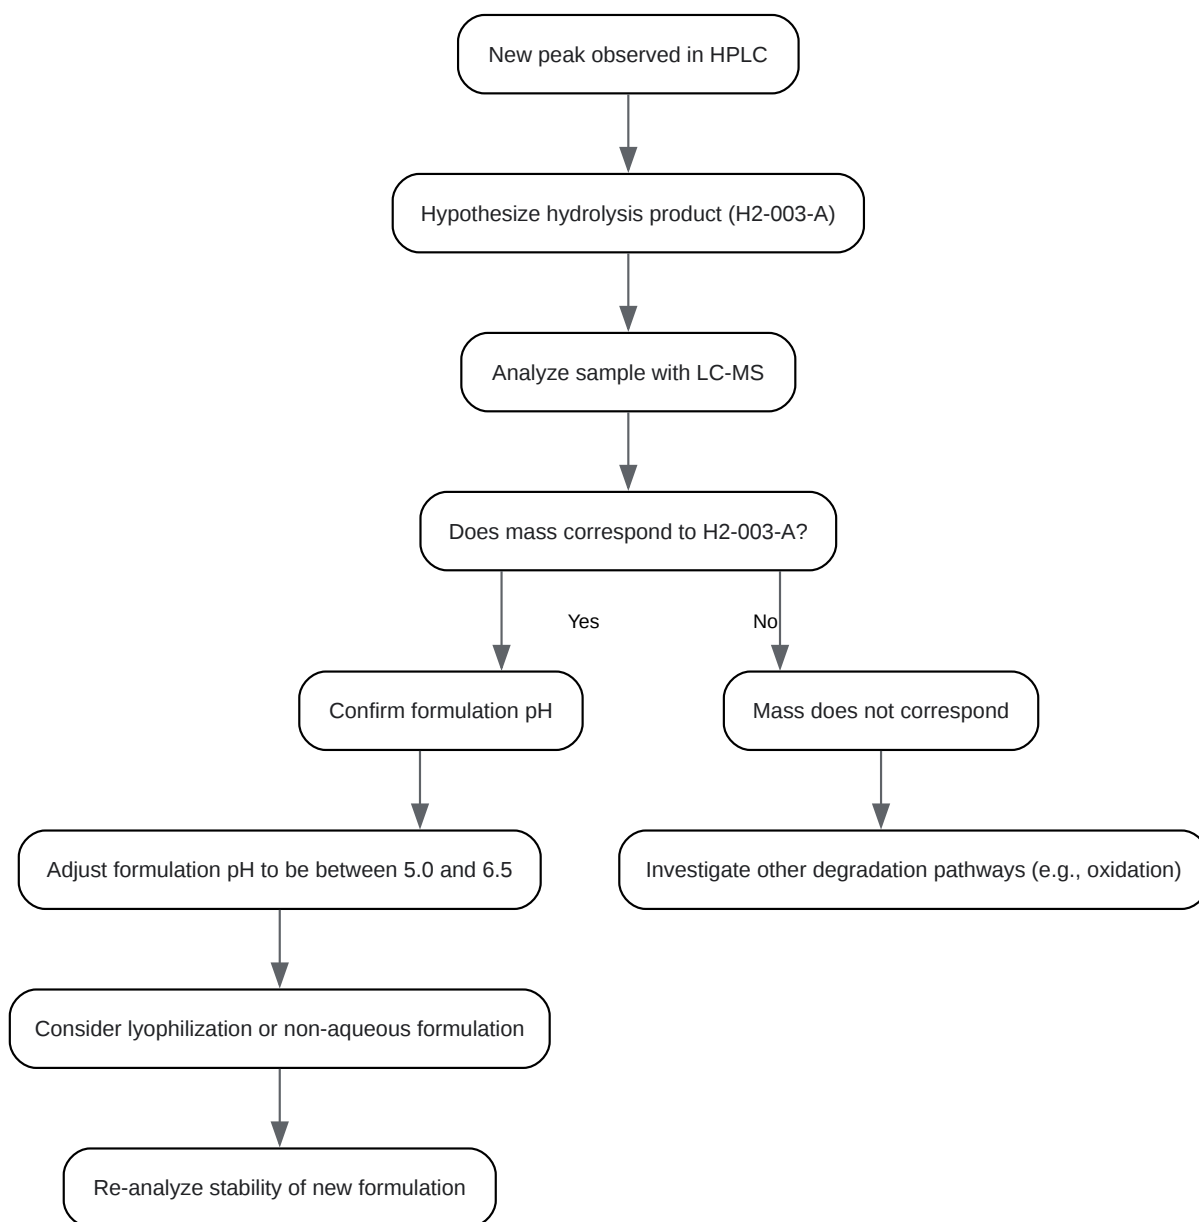 New peak observed in HPLC
Hypothesize hydrolysis product (H2-003-A)
Analyze sample with LC-MS
Does mass correspond to H2-003-A?
Yes
No
Confirm formulation pH
Mass does not correspond
Adjust formulation pH to be between 5.0 and 6.5
Investigate other degradation pathways (e.g., oxidation)
Consider lyophilization or non-aqueous formulation
Re-analyze stability of new formulation